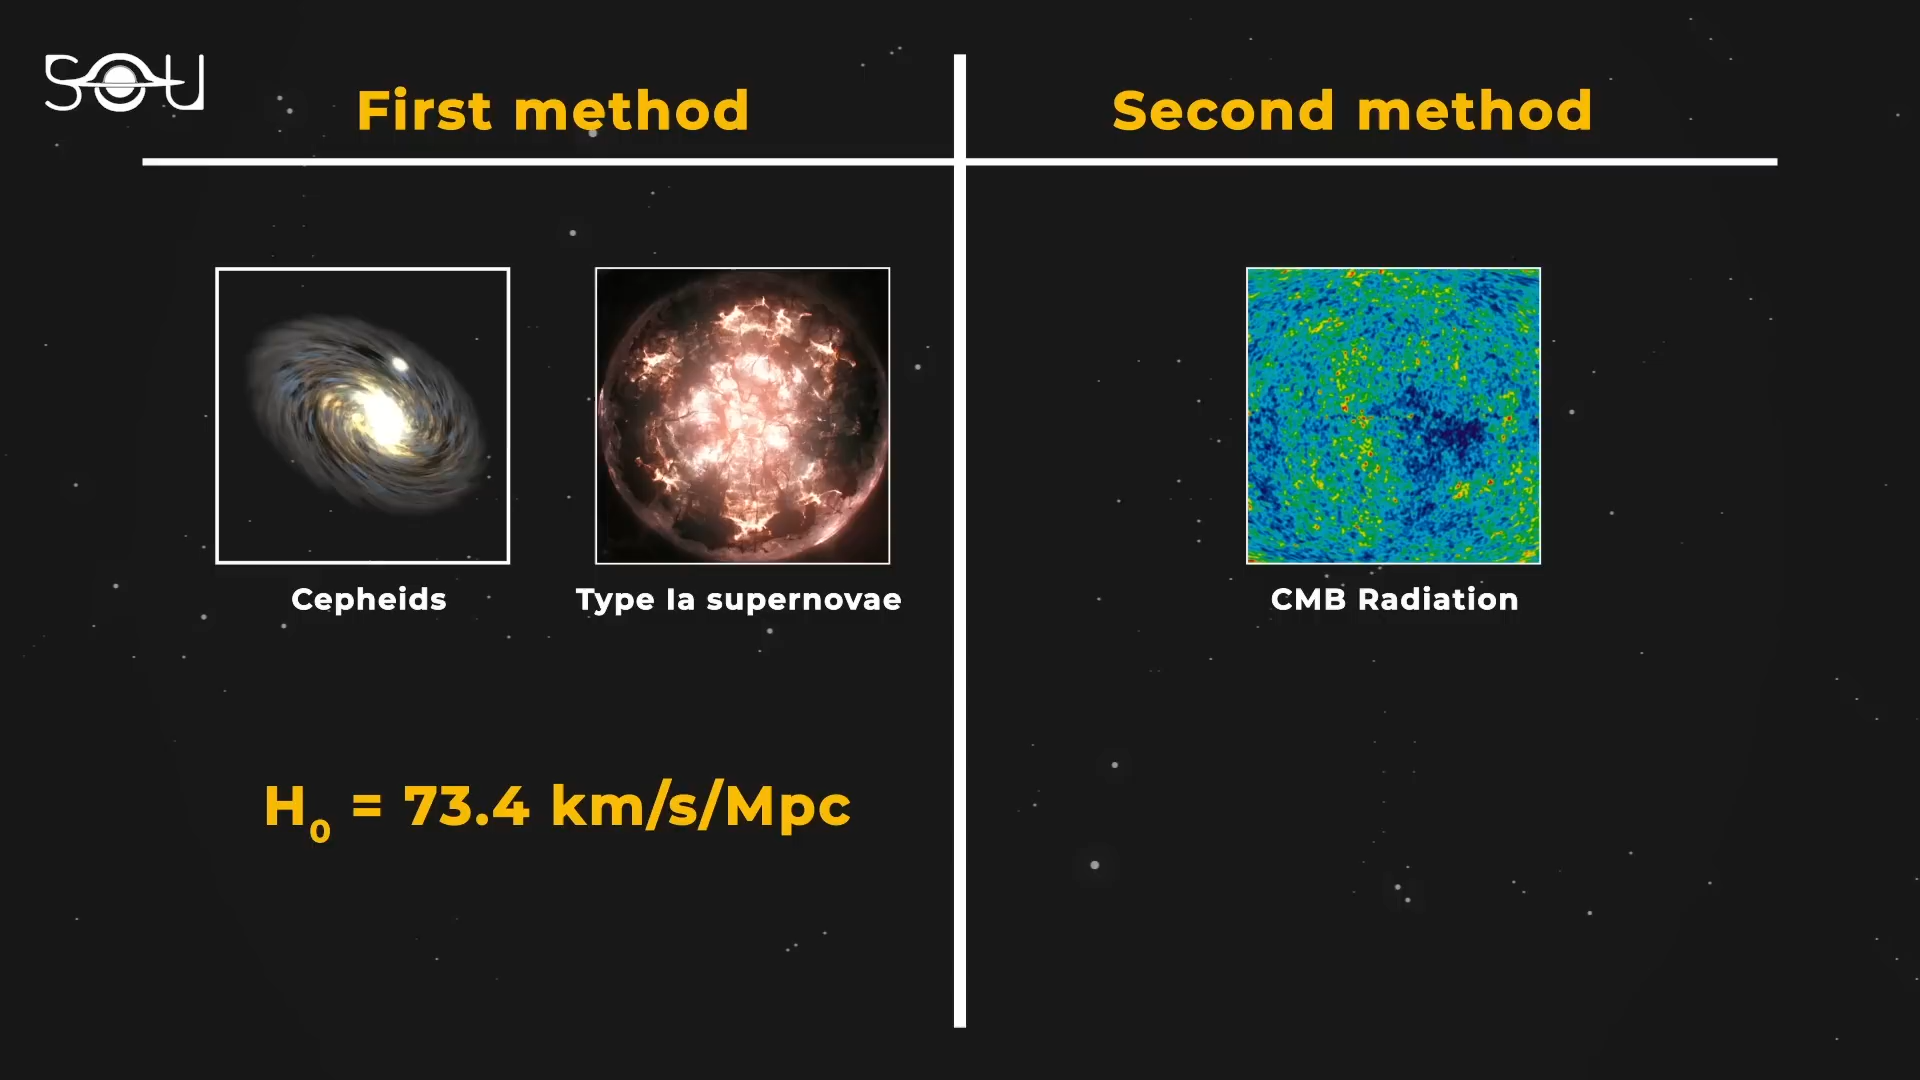 SOU
First method
Second method
Cepheids
Type Ia supernovae
CMB Radiation
H₀ = 73.4 km/s/Mpc